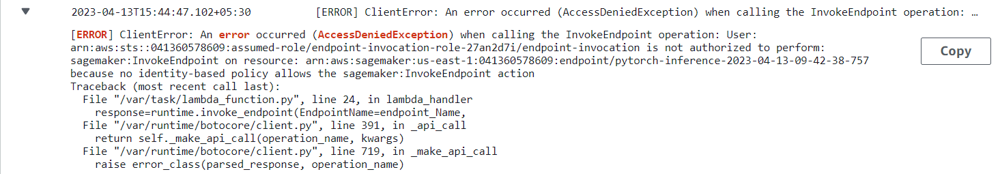 2023-04-13T15:44:47.102+05:30 [ERROR] ClientError: An error occurred (AccessDeniedException) when calling the InvokeEndpoint operation: …
[ERROR] ClientError: An error occurred (AccessDeniedException) when calling the InvokeEndpoint operation: User:
arn:aws:sts::041360578609:assumed-role/endpoint-invocation-role-27an2d7i/endpoint-invocation is not authorized to perform:
sagemaker:InvokeEndpoint on resource: arn:aws:sagemaker:us-east-1:041360578609:endpoint/pytorch-inference-2023-04-13-09-42-38-757
because no identity-based policy allows the sagemaker:InvokeEndpoint action
Traceback (most recent call last):
File "/var/task/lambda_function.py", line 24, in lambda_handler
response=runtime.invoke_endpoint(EndpointName=endpoint_Name,
File "/var/runtime/botocore/client.py", line 391, in _api_call
return self._make_api_call(operation_name, kwargs)
File "/var/runtime/botocore/client.py", line 719, in _make_api_call
raise error_class(parsed_response, operation_name)
Copy